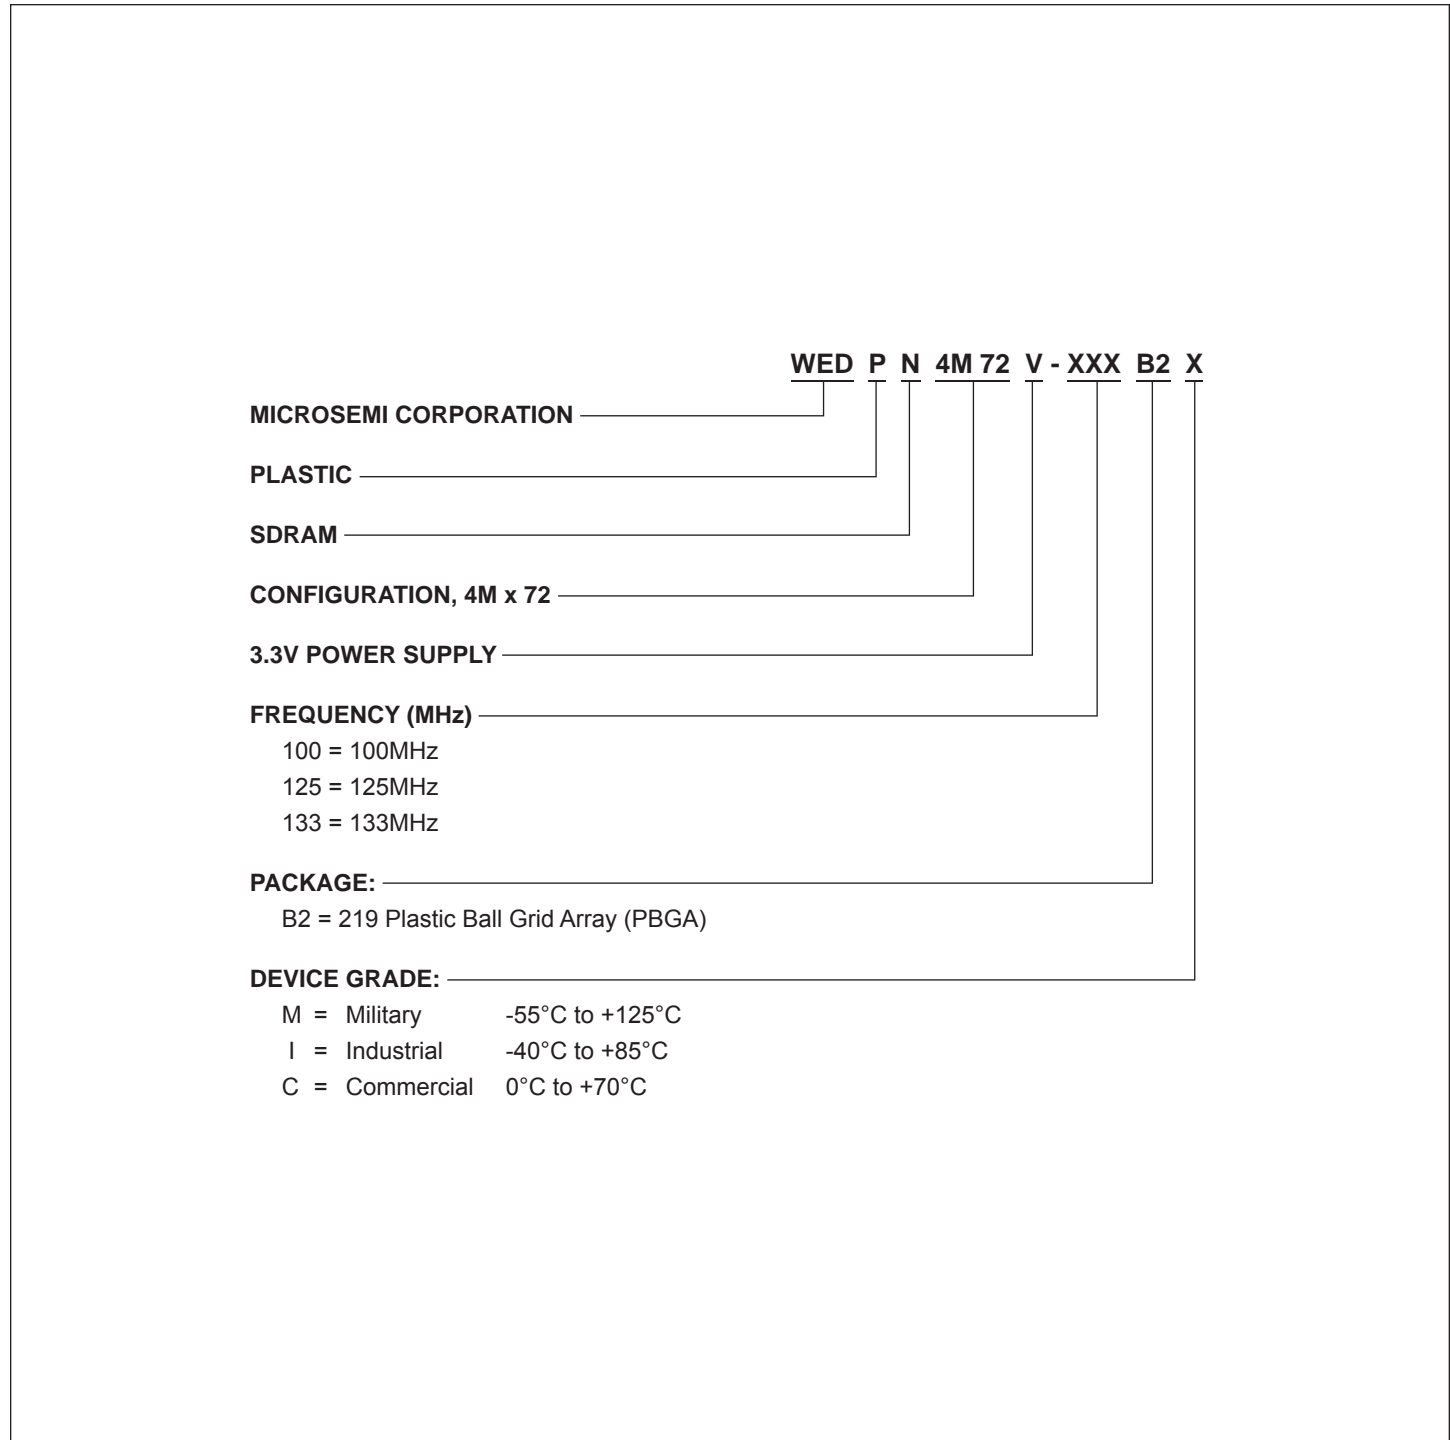 WED P N 4M 72 V - XXX B2 X
MICROSEMI CORPORATION
PLASTIC
SDRAM
CONFIGURATION, 4M x 72
3.3V POWER SUPPLY
FREQUENCY (MHz)
100 = 100MHz
125 = 125MHz
133 = 133MHz
PACKAGE:
B2 = 219 Plastic Ball Grid Array (PBGA)
DEVICE GRADE:
M = Military -55°C to +125°C
I = Industrial -40°C to +85°C
C = Commercial 0°C to +70°C